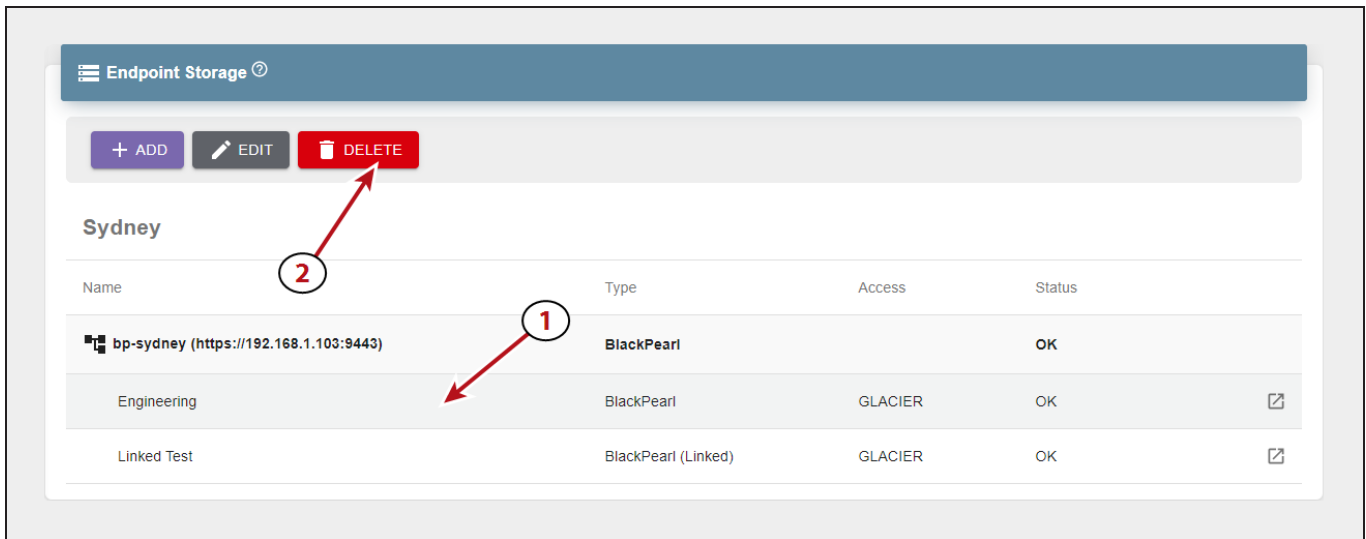 Endpoint Storage ?
+ ADD EDIT DELETE
Sydney
2
Name Type Access Status
1
bp-sydney (https://192.168.1.103:9443) BlackPearl OK
Engineering BlackPearl GLACIER OK
Linked Test BlackPearl (Linked) GLACIER OK